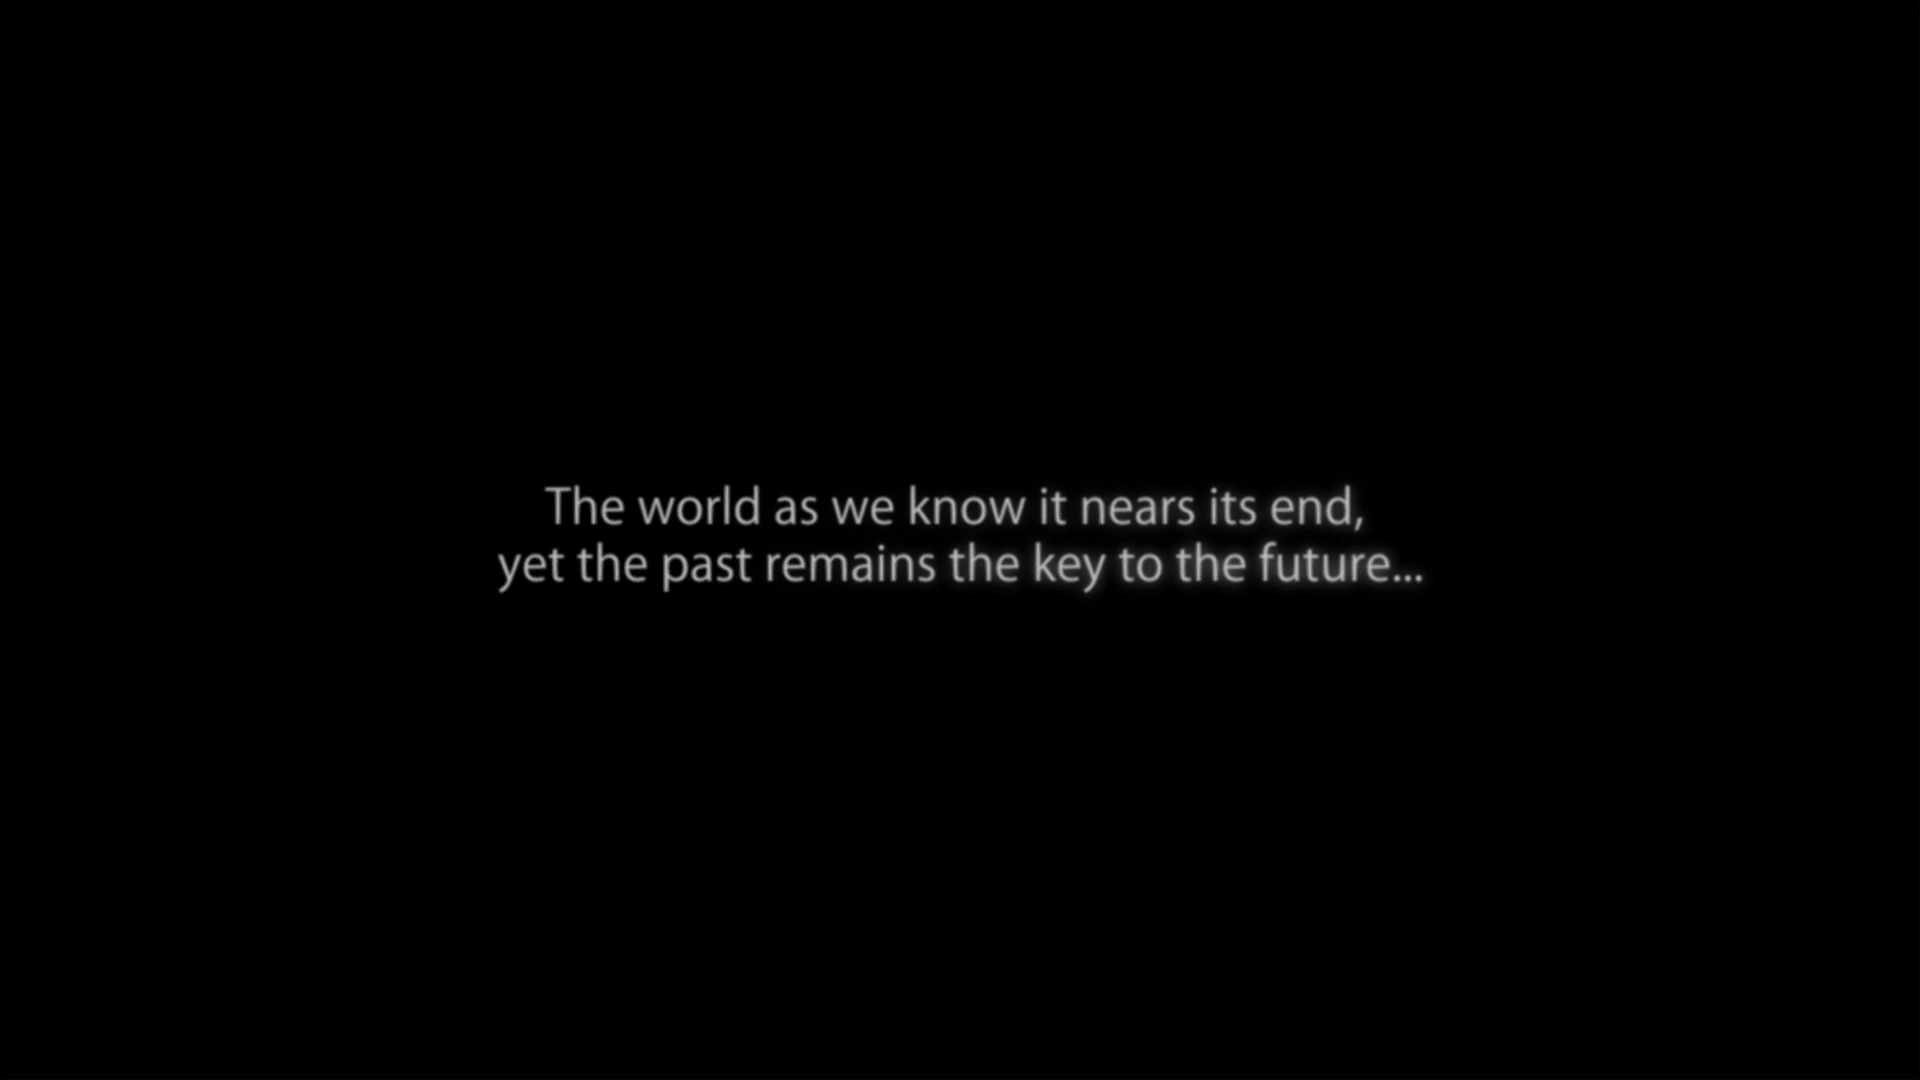 The world as we know it nears its end,
yet the past remains the key to the future...